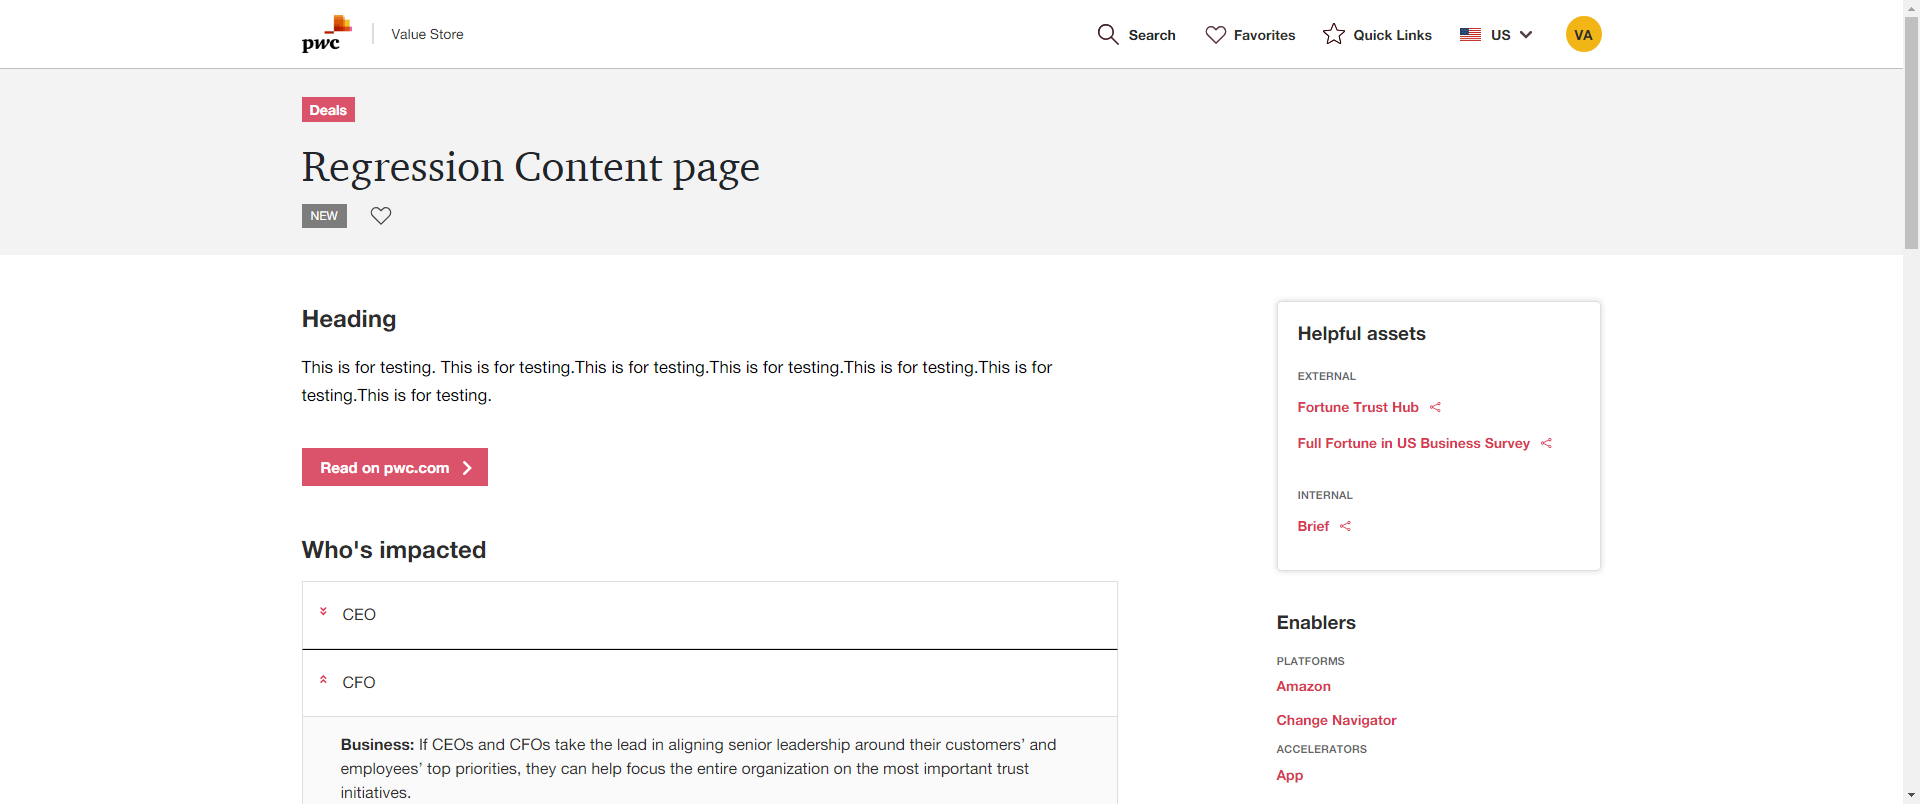 pwc
Value Store
Search
Favorites
Quick Links
US
VA
Deals
Regression Content page
NEW
Heading
This is for testing. This is for testing.This is for testing.This is for testing.This is for testing.This is for
testing.This is for testing.
Read on pwc.com
Who's impacted
CEO
CFO
Business: If CEOs and CFOs take the lead in aligning senior leadership around their customers’ and
employees’ top priorities, they can help focus the entire organization on the most important trust
initiatives.
Helpful assets
EXTERNAL
Fortune Trust Hub
Full Fortune in US Business Survey
INTERNAL
Brief
Enablers
PLATFORMS
Amazon
Change Navigator
ACCELERATORS
App